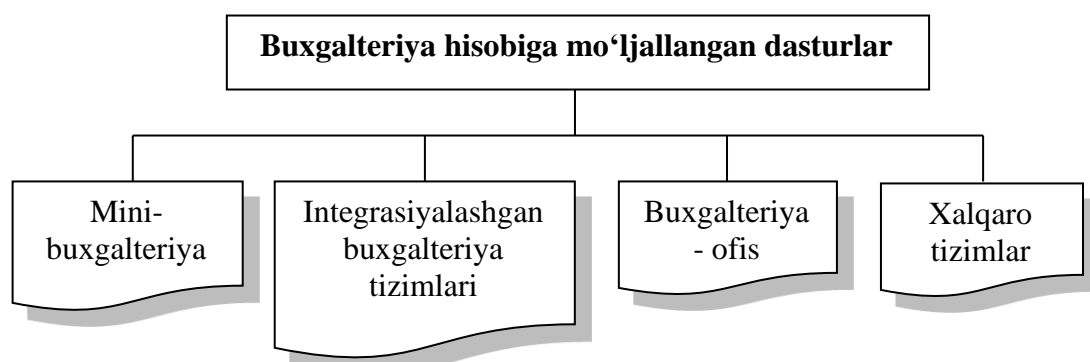 Buxgalteriya hisobiga mo‘ljallangan dasturlar
Mini-
buxgalteriya
Integrasiyalashgan
buxgalteriya
tizimlari
Buxgalteriya
- ofis
Xalqaro
tizimlar